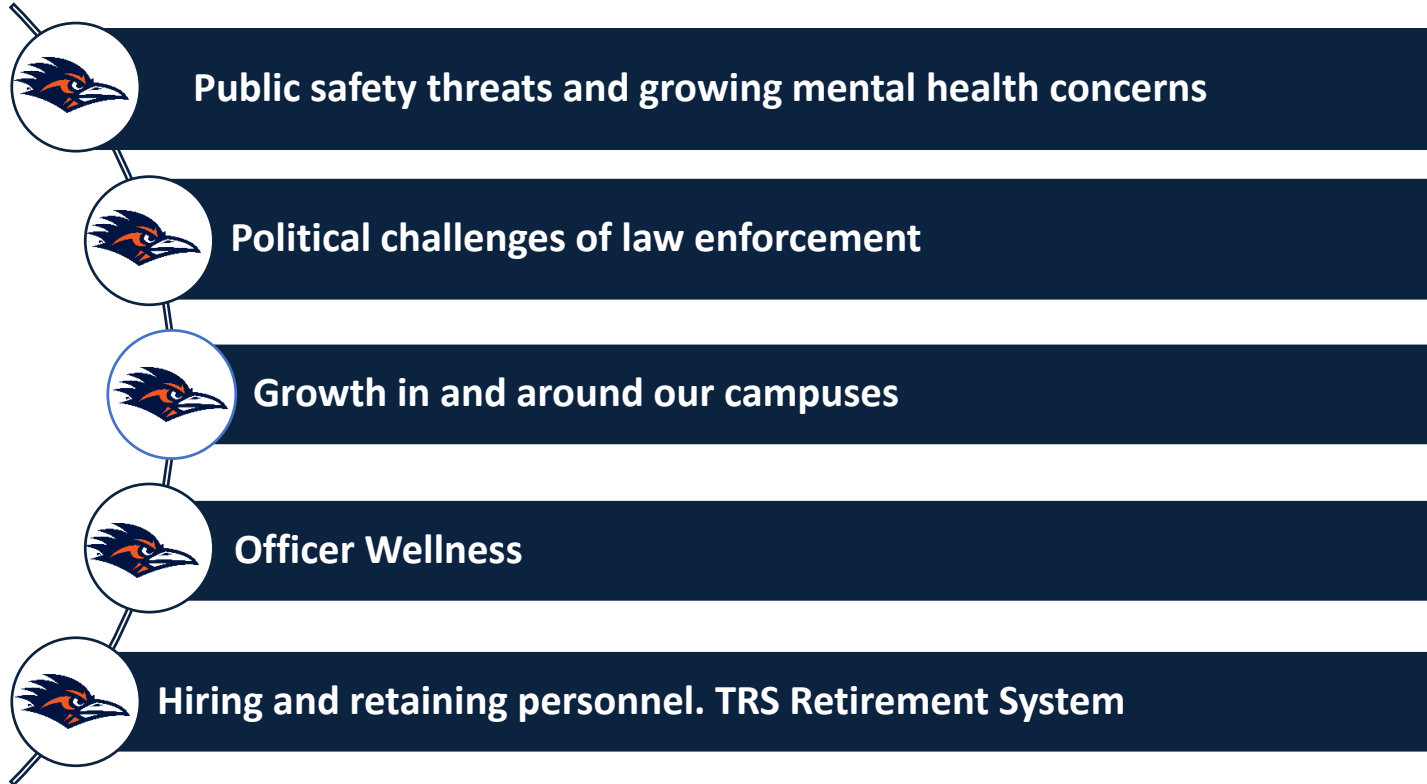 Public safety threats and growing mental health concerns
Political challenges of law enforcement
Growth in and around our campuses
Officer Wellness
Hiring and retaining personnel. TRS Retirement System